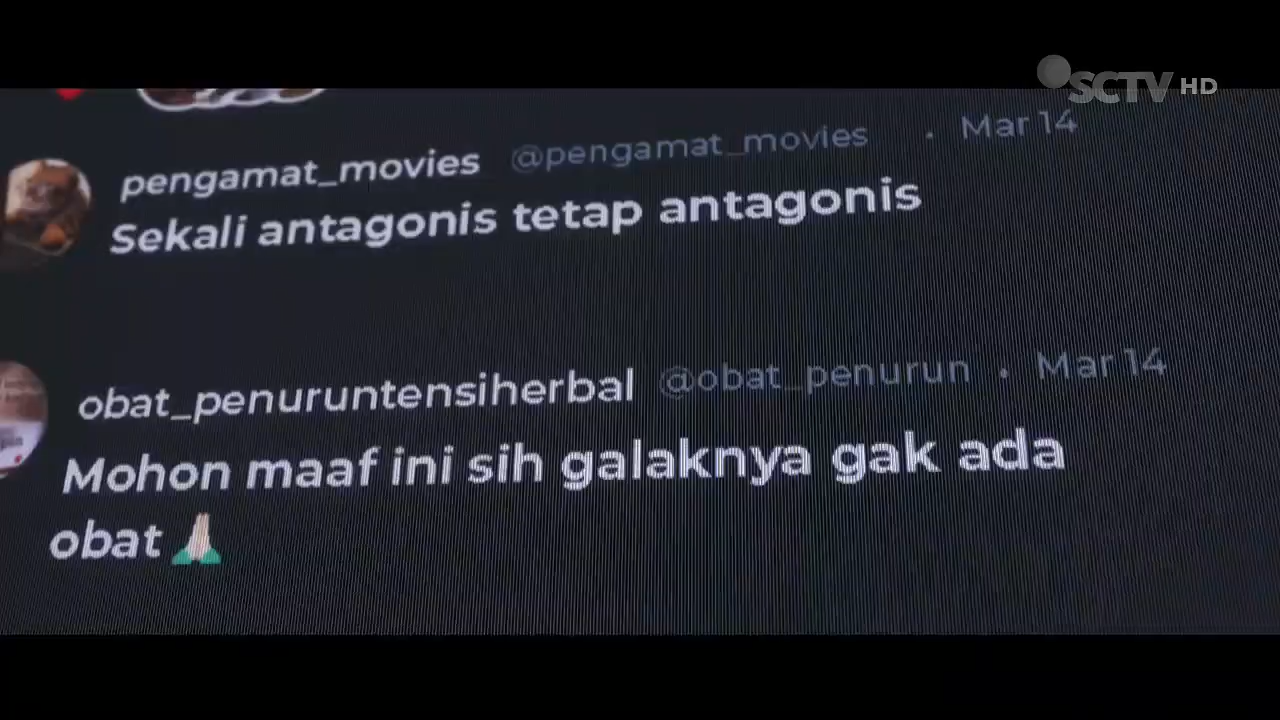 SCTV HD
pengamat_movies @pengamat_movies · Mar 14
Sekali antagonis tetap antagonis
obat_penuruntensiherbal @obat_penurun · Mar 14
Mohon maaf ini sih galaknya gak ada
obat 🙏🏻